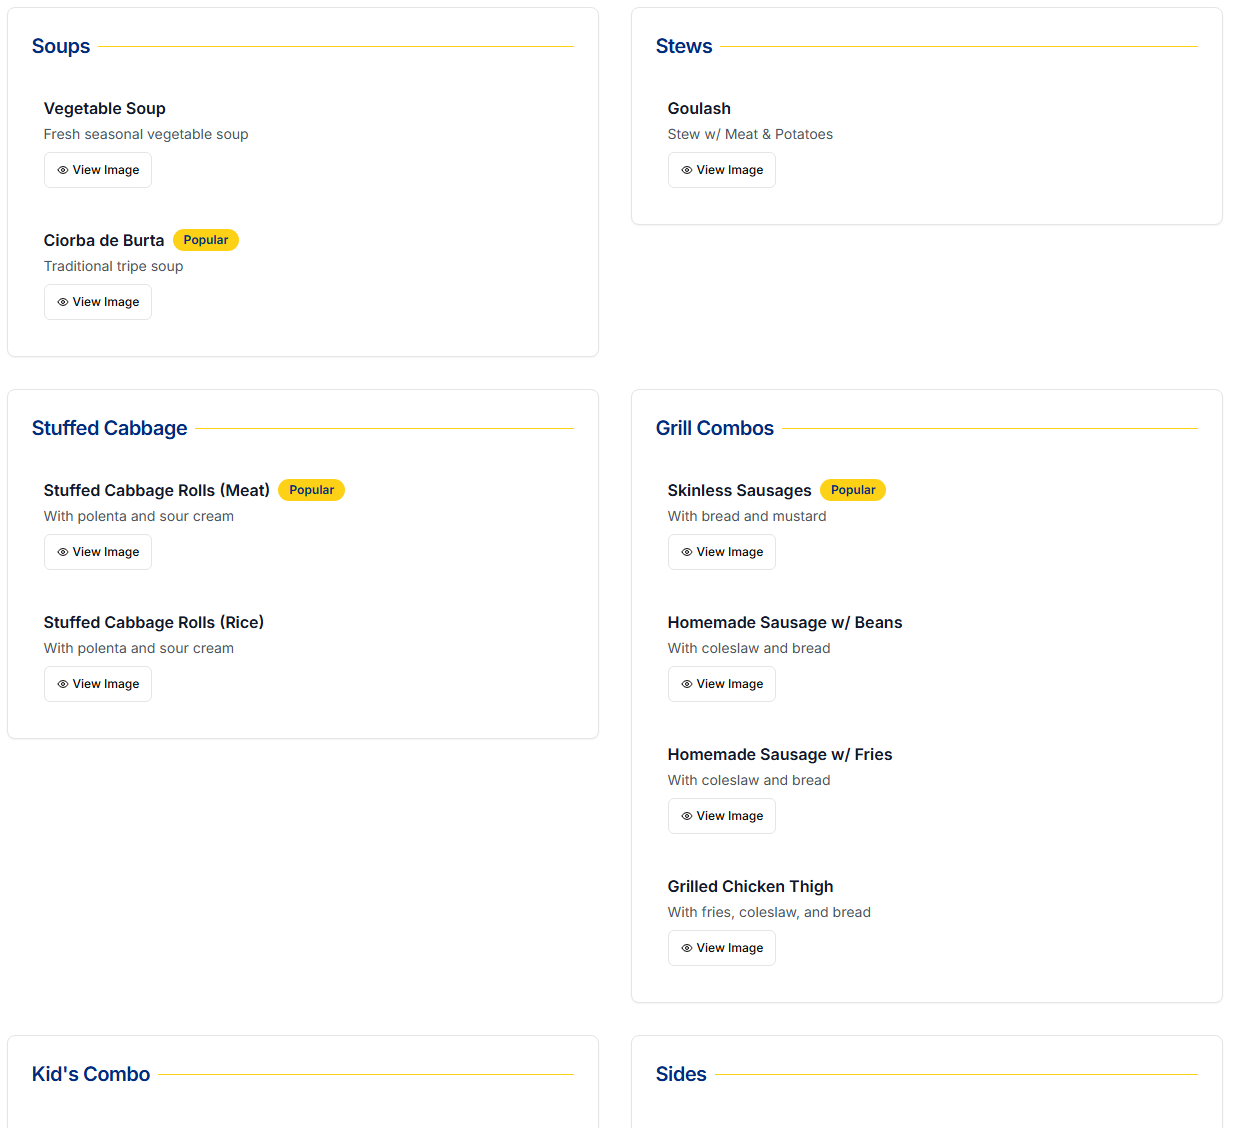 Soups
Vegetable Soup
Fresh seasonal vegetable soup
View Image
Ciorba de Burta Popular
Traditional tripe soup
View Image
Stews
Goulash
Stew w/ Meat & Potatoes
View Image
Stuffed Cabbage
Stuffed Cabbage Rolls (Meat) Popular
With polenta and sour cream
View Image
Stuffed Cabbage Rolls (Rice)
With polenta and sour cream
View Image
Grill Combos
Skinless Sausages Popular
With bread and mustard
View Image
Homemade Sausage w/ Beans
With coleslaw and bread
View Image
Homemade Sausage w/ Fries
With coleslaw and bread
View Image
Grilled Chicken Thigh
With fries, coleslaw, and bread
View Image
Kid's Combo
Sides